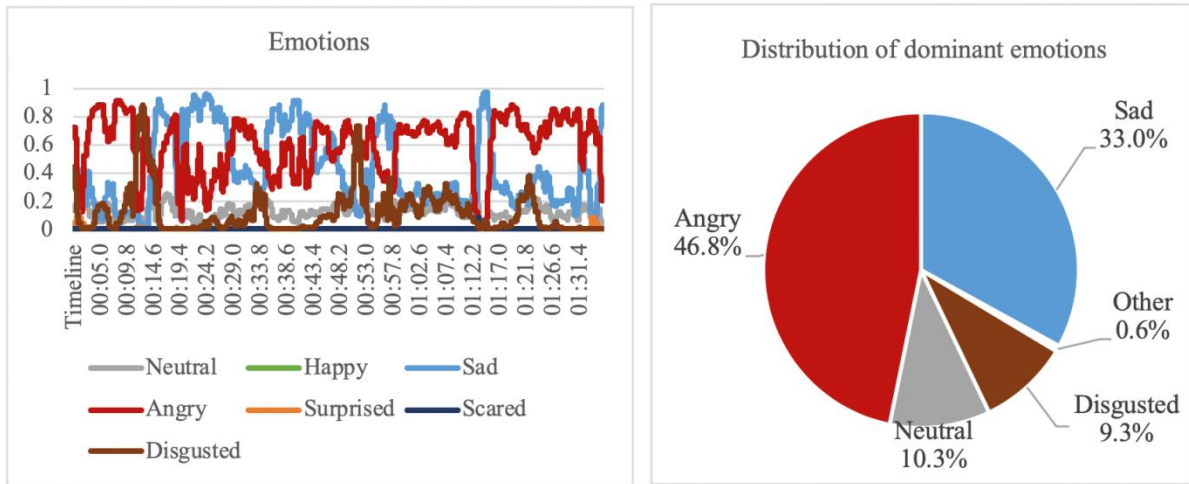 Emotions
1
0.8
0.6
0.4
0.2
0
Timeline
00:05.0
00:09.8
00:14.6
00:19.4
00:24.2
00:29.0
00:33.8
00:38.6
00:43.4
00:48.2
00:53.0
00:57.8
01:02.6
01:07.4
01:12.2
01:17.0
01:21.8
01:26.6
01:31.4
Neutral Happy Sad
Angry Surprised Scared
Disgusted
Distribution of dominant emotions
Sad
33.0%
Other
0.6%
Disgusted
9.3%
Neutral
10.3%
Angry
46.8%